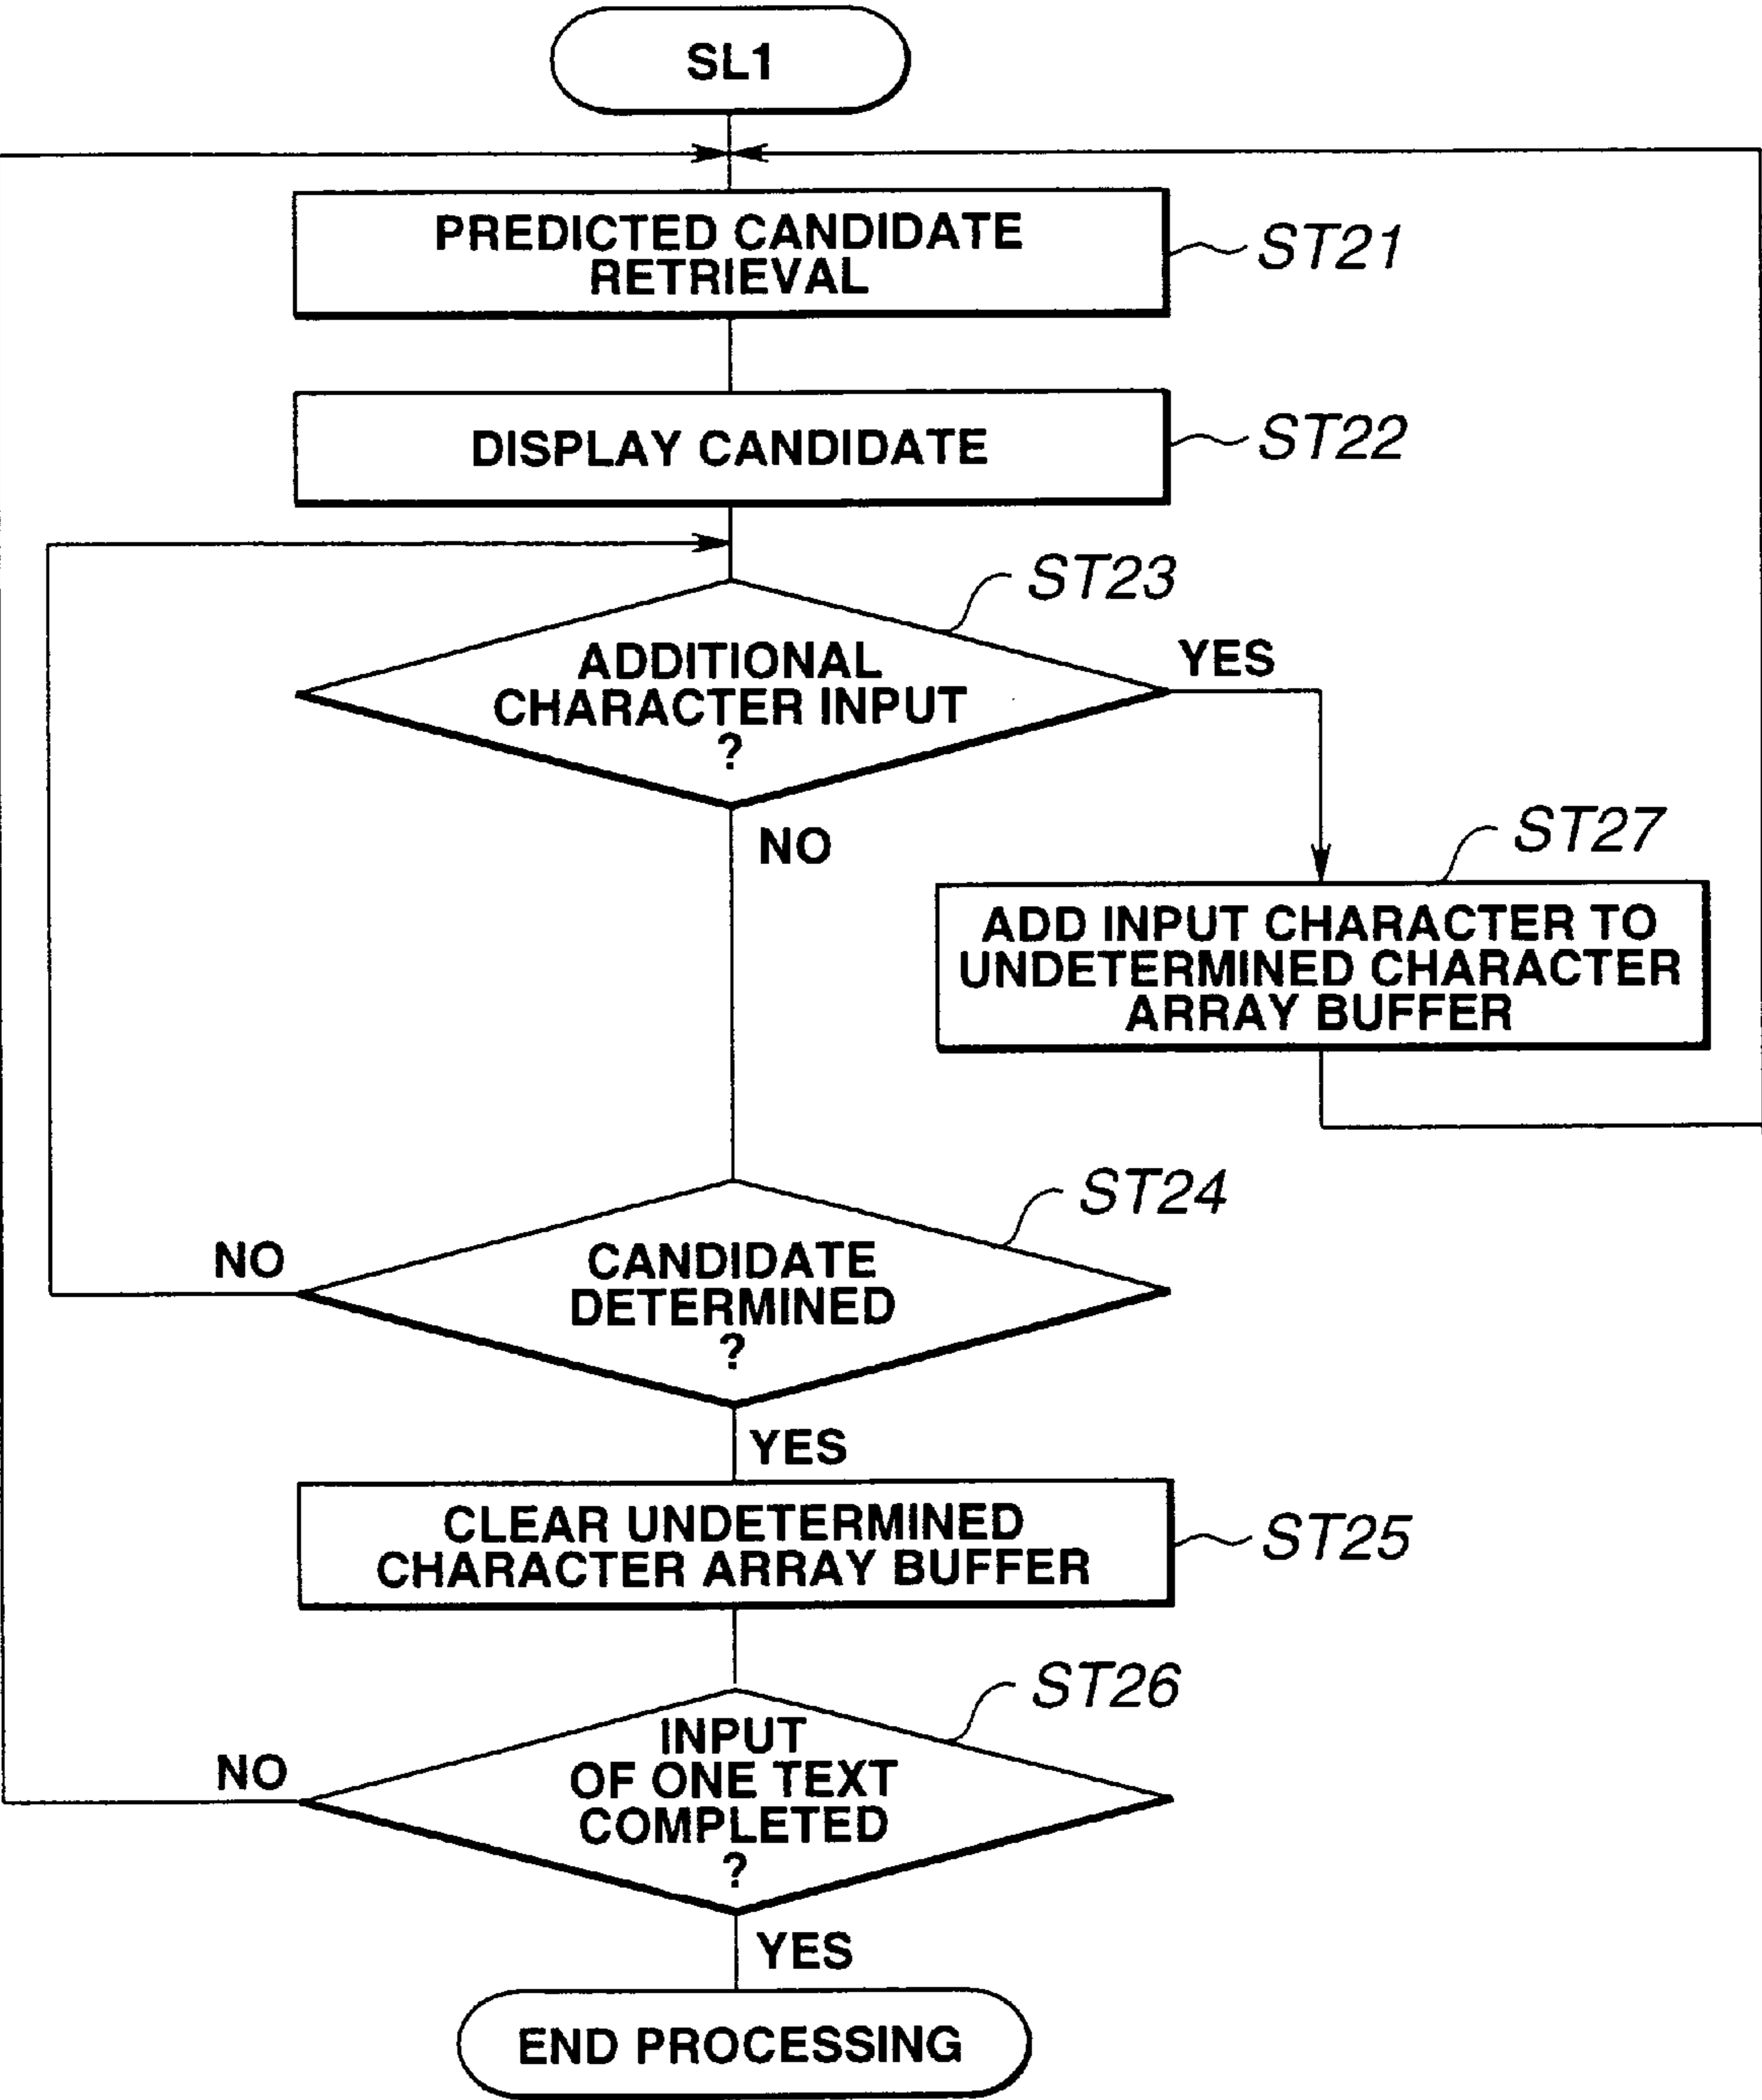 SL1
PREDICTED CANDIDATE
RETRIEVAL
ST21
DISPLAY CANDIDATE
ST22
ST23
ADDITIONAL
CHARACTER INPUT
?
YES
NO
ST27
ADD INPUT CHARACTER TO
UNDETERMINED CHARACTER
ARRAY BUFFER
ST24
CANDIDATE
DETERMINED
?
NO
YES
CLEAR UNDETERMINED
CHARACTER ARRAY BUFFER
ST25
ST26
INPUT
OF ONE TEXT
COMPLETED
?
NO
YES
END PROCESSING